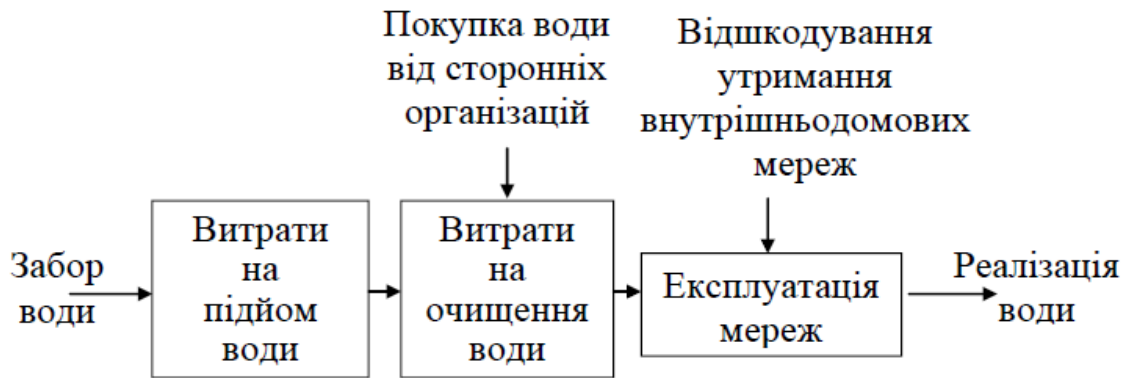 Покупка води
від сторонніх
організацій
Відшкодування
утримання
внутрішньодомових
мереж
Забор
води
Витрати
на
підйом
води
Витрати
на
очищення
води
Експлуатація
мереж
Реалізація
води